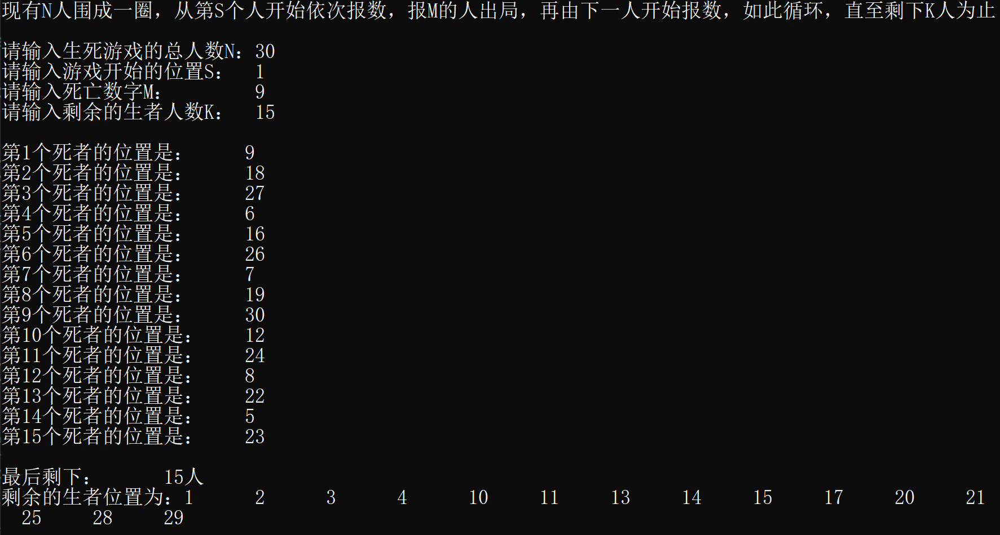 现有N人围成一圈，从第S个人开始依次报数，报M的人出局，再由下一人开始报数，如此循环，直至剩下K人为止
请输入生死游戏的总人数N： 30
请输入游戏开始的位置S： 1
请输入死亡数字M： 9
请输入剩余的生者人数K： 15
第1个死者的位置是： 9
第2个死者的位置是： 18
第3个死者的位置是： 27
第4个死者的位置是： 6
第5个死者的位置是： 16
第6个死者的位置是： 26
第7个死者的位置是： 7
第8个死者的位置是： 19
第9个死者的位置是： 30
第10个死者的位置是： 12
第11个死者的位置是： 24
第12个死者的位置是： 8
第13个死者的位置是： 22
第14个死者的位置是： 5
第15个死者的位置是： 23
最后剩下： 15人
剩余的生者位置为：1 2 3 4 10 11 13 14 15 17 20 21
25 28 29